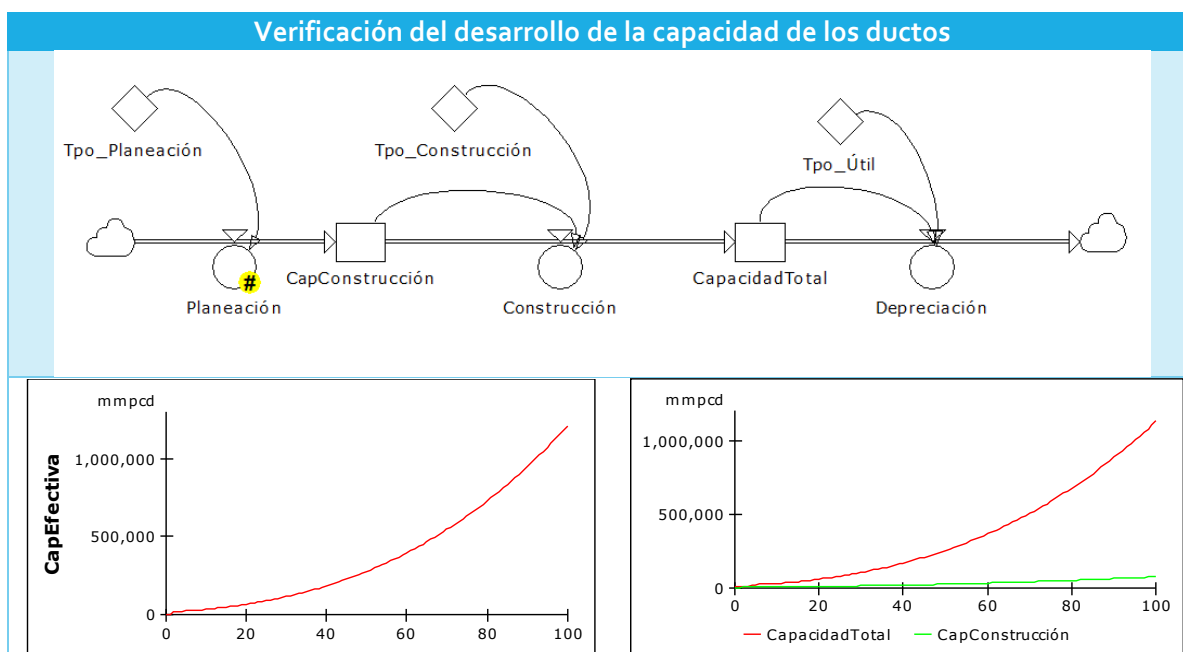 Verificación del desarrollo de la capacidad de los ductos
Tpo_Planeación
Tpo_Construcción
Tpo_Útil
#
Planeación
CapConstrucción
Construcción
CapacidadTotal
Depreciación
mmpcd
CapEfectiva
1,000,000
500,000
0
0 20 40 60 80 100
mmpcd
1,000,000
500,000
0
0 20 40 60 80 100
CapacidadTotal CapConstrucción